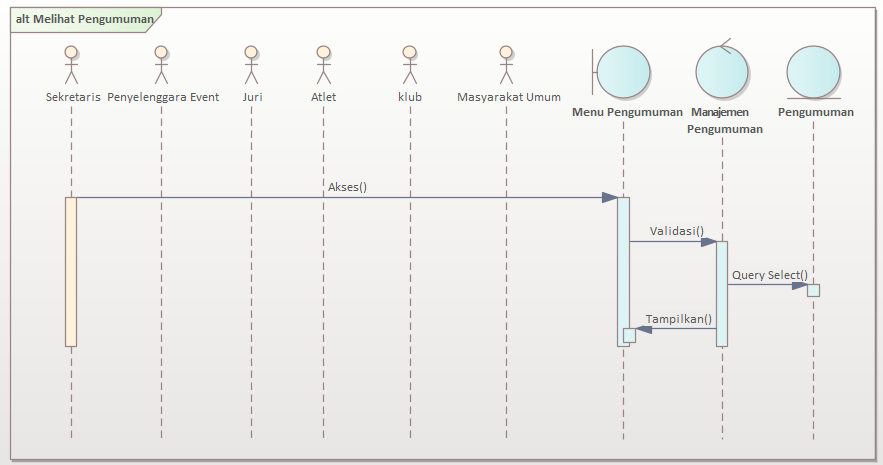 alt Melihat Pengumuman
Sekretaris
Penyelenggara Event
Juri
Atlet
klub
Masyarakat Umum
Menu Pengumuman
Manajemen
Pengumuman
Pengumuman
Akses()
Validasi()
Query Select()
Tampilkan()